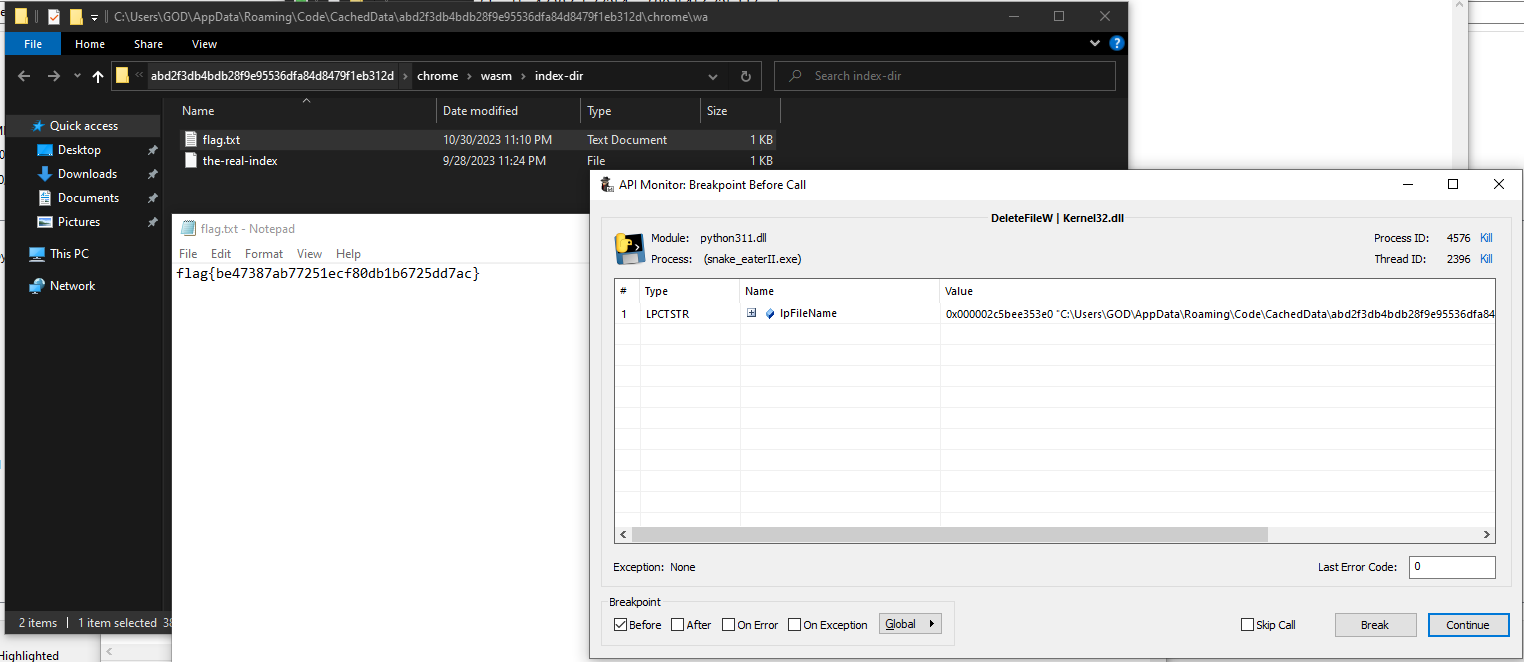 C:\Users\GOD\AppData\Roaming\Code\CachedData\abd2f3db4bdb28f9e95536dfa84d8479f1eb312d\chrome\wa
File Home Share View
abd2f3db4bdb28f9e95536dfa84d8479f1eb312d › chrome › wasm › index-dir
Search index-dir
Name Date modified Type Size
Quick access
Desktop
Downloads
Documents
Pictures
This PC
Network
flag.txt 10/30/2023 11:10 PM Text Document 1 KB
the-real-index 9/28/2023 11:24 PM File 1 KB
2 items 1 item selected 38
flag.txt - Notepad
File Edit Format View Help
flag{be47387ab77251ecf80db1b6725dd7ac}
API Monitor: Breakpoint Before Call
DeleteFileW | Kernel32.dll
Module: python311.dll
Process: (snake_eaterII.exe)
Process ID: 4576 Kill
Thread ID: 2396 Kill
# Type Name Value
1 LPCTSTR lpFileName 0x000002c5bee353e0 "C:\Users\GOD\AppData\Roaming\Code\CachedData\abd2f3db4bdb28f9e95536dfa84
Exception: None
Last Error Code: 0
Breakpoint
Before After On Error On Exception Global
Skip Call Break Continue
Highlighted